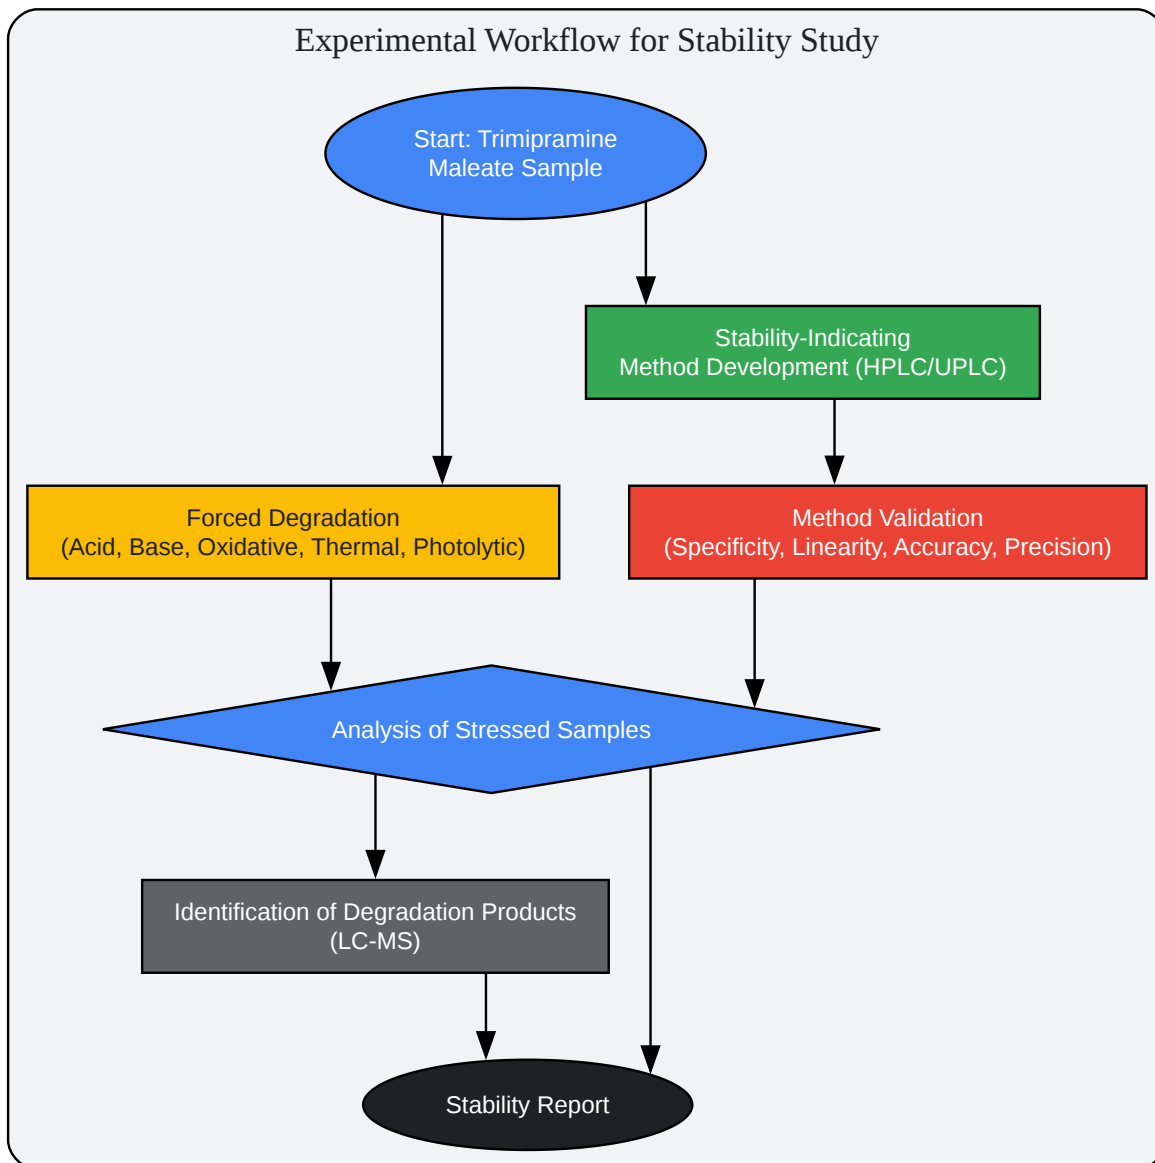 Experimental Workflow for Stability Study
Start: Trimipramine
Maleate Sample
Stability-Indicating
Method Development (HPLC/UPLC)
Forced Degradation
(Acid, Base, Oxidative, Thermal, Photolytic)
Method Validation
(Specificity, Linearity, Accuracy, Precision)
Analysis of Stressed Samples
Identification of Degradation Products
(LC-MS)
Stability Report